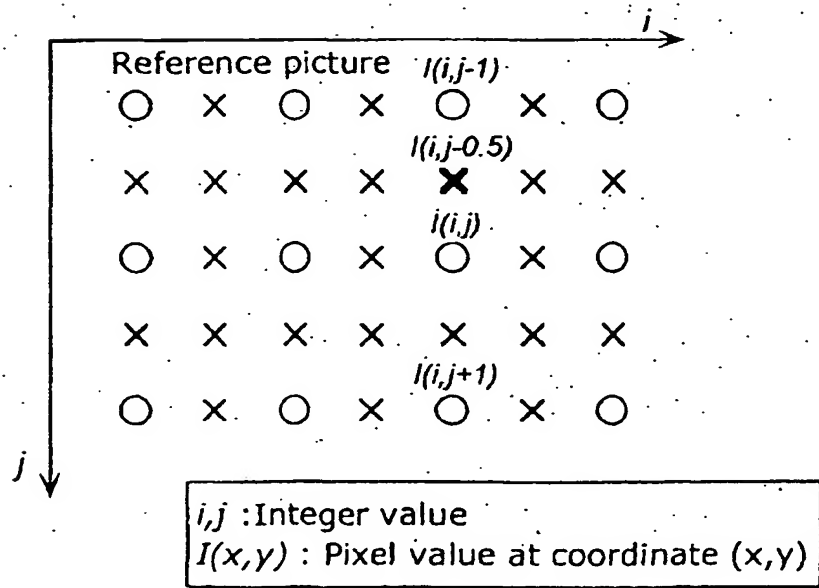 i
Reference picture
I(i,j-1)
I(i,j-0.5)
I(i,j)
I(i,j+1)
j
i,j :Integer value
I(x,y) : Pixel value at coordinate (x,y)